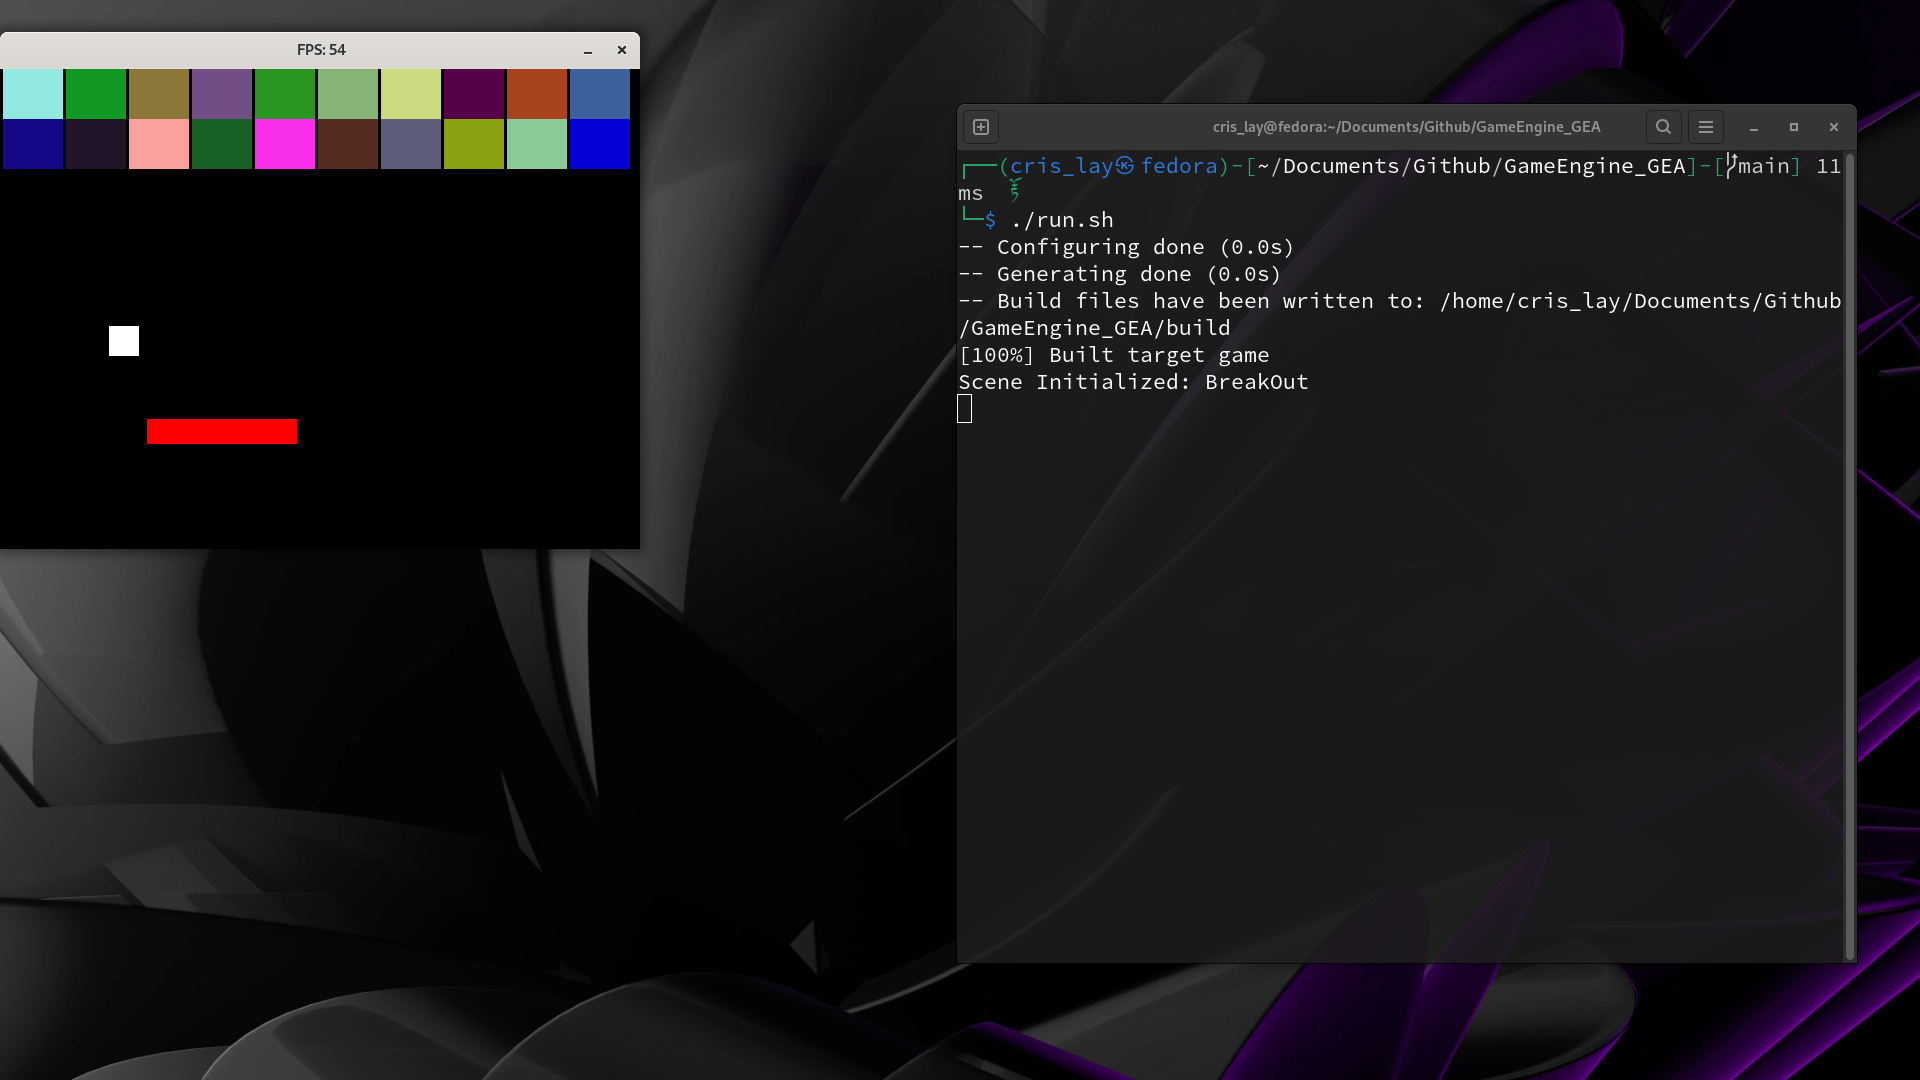 FPS: 54
cris_lay@fedora:~/Documents/Github/GameEngine_GEA
┌──(cris_lay㉿fedora)-[~/Documents/Github/GameEngine_GEA]-[main] 11
ms
└─$ ./run.sh
-- Configuring done (0.0s)
-- Generating done (0.0s)
-- Build files have been written to: /home/cris_lay/Documents/Github
/GameEngine_GEA/build
[100%] Built target game
Scene Initialized: BreakOut